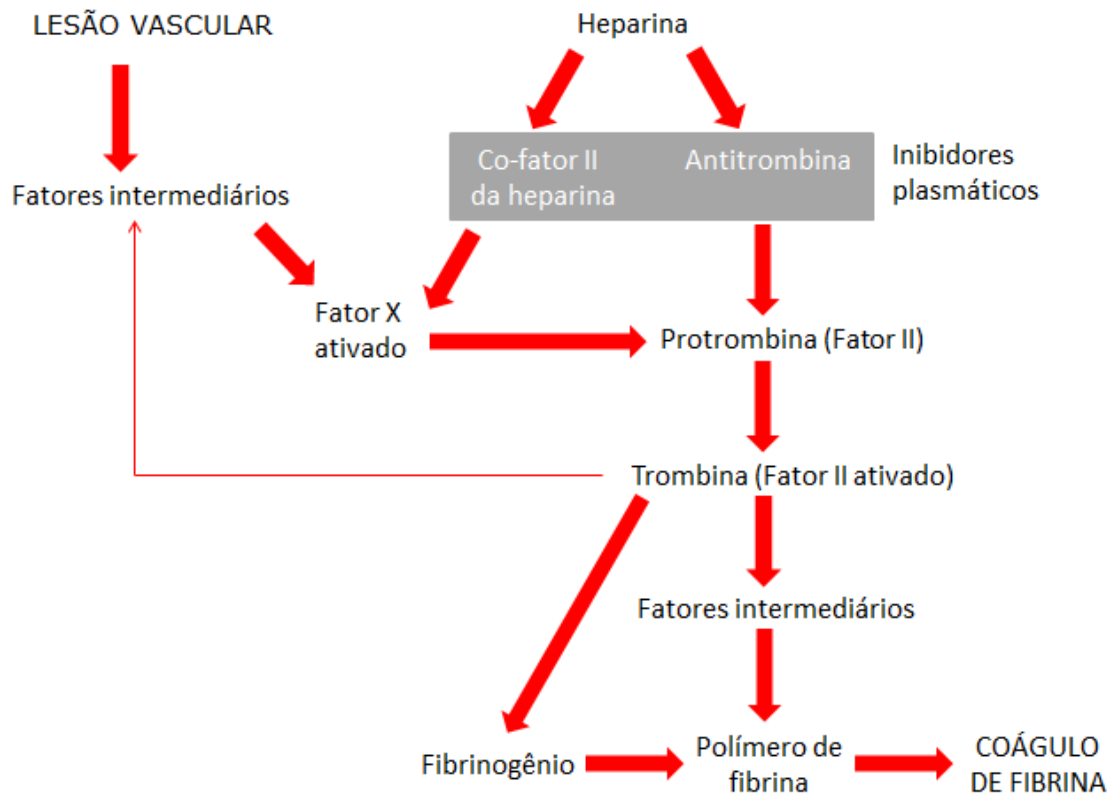 LESÃO VASCULAR
Heparina
Co-fator II
da heparina
Antitrombina
Inibidores
plasmáticos
Fatores intermediários
Fator X
ativado
Protrombina (Fator II)
Trombina (Fator II ativado)
Fatores intermediários
Fibrinogênio
Polímero de
fibrina
COÁGULO
DE FIBRINA